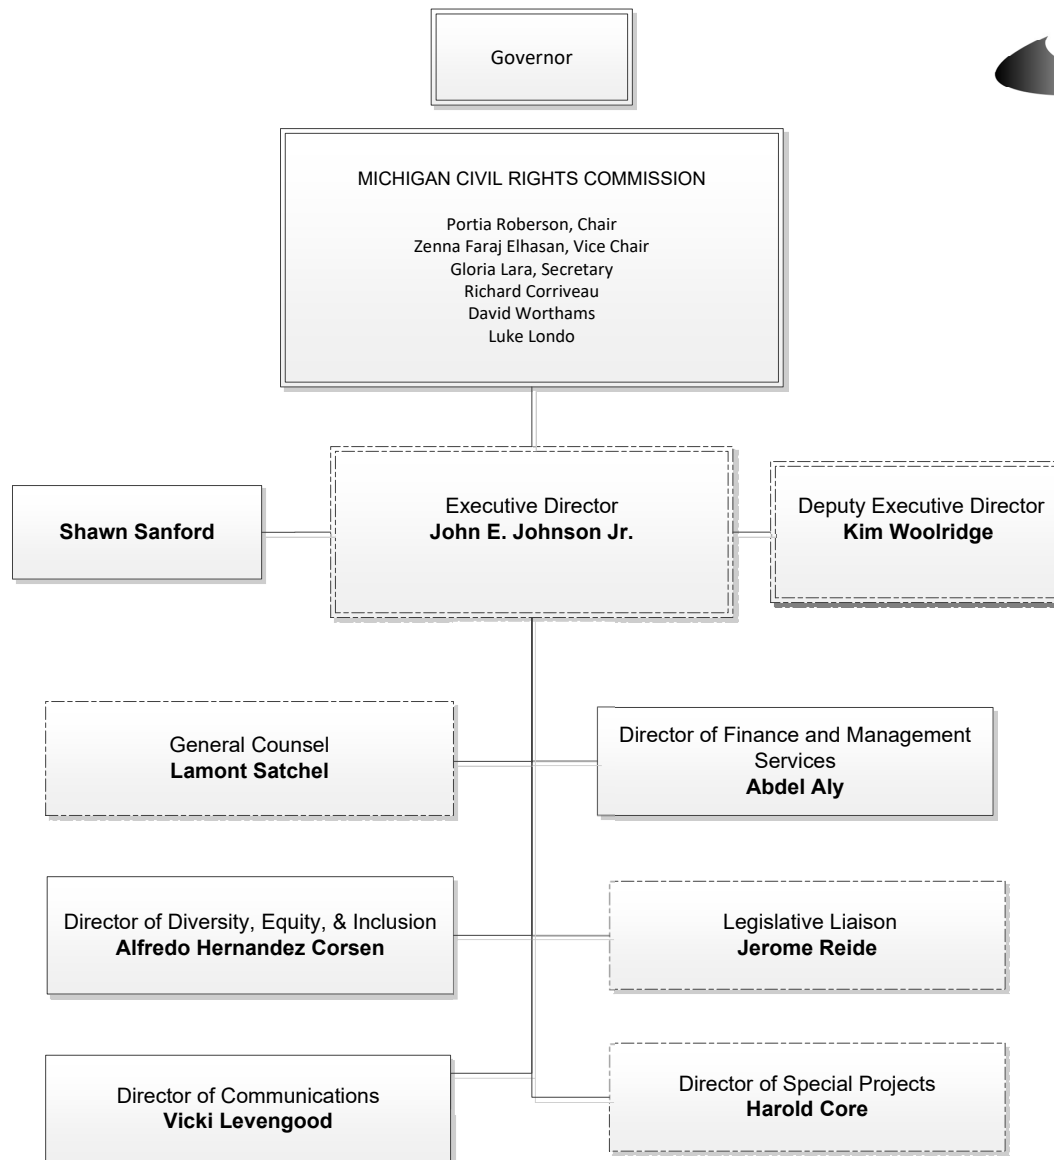 Governor
MICHIGAN CIVIL RIGHTS COMMISSION
Portia Roberson, Chair
Zenna Faraj Elhasan, Vice Chair
Gloria Lara, Secretary
Richard Corriveau
David Worthams
Luke Londo
Shawn Sanford
Executive Director
John E. Johnson Jr.
Deputy Executive Director
Kim Woolridge
General Counsel
Lamont Satchel
Director of Finance and Management
Services
Abdel Aly
Director of Diversity, Equity, & Inclusion
Alfredo Hernandez Corsen
Legislative Liaison
Jerome Reide
Director of Communications
Vicki Levengood
Director of Special Projects
Harold Core